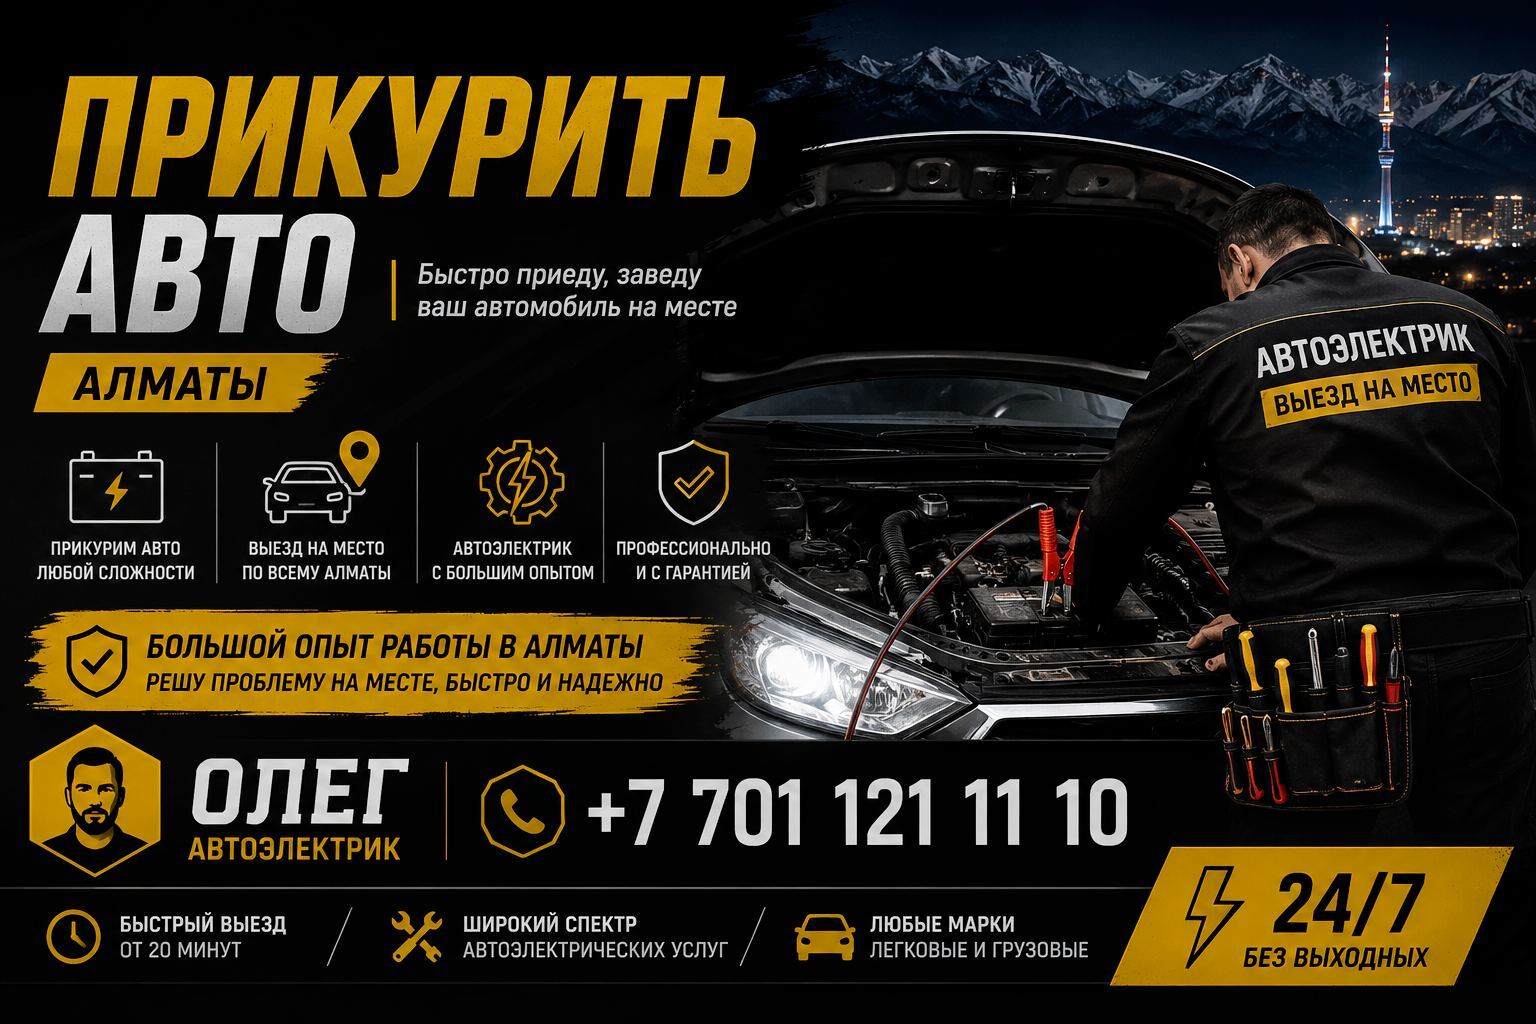 ПРИКУРИТЬ
АВТО
Быстро приеду, заведу
ваш автомобиль на месте
АЛМАТЫ
АВТОЭЛЕКТРИК
ВЫЕЗД НА МЕСТО
ПРИКУРИМ АВТО
ЛЮБОЙ СЛОЖНОСТИ
ВЫЕЗД НА МЕСТО
ПО ВСЕМУ АЛМАТЫ
АВТОЭЛЕКТРИК
С БОЛЬШИМ ОПЫТОМ
ПРОФЕССИОНАЛЬНО
И С ГАРАНТИЕЙ
БОЛЬШОЙ ОПЫТ РАБОТЫ В АЛМАТЫ
РЕШУ ПРОБЛЕМУ НА МЕСТЕ, БЫСТРО И НАДЕЖНО
ОЛЕГ
АВТОЭЛЕКТРИК
+7 701 121 11 10
БЫСТРЫЙ ВЫЕЗД
ОТ 20 МИНУТ
ШИРОКИЙ СПЕКТР
АВТОЭЛЕКТРИЧЕСКИХ УСЛУГ
ЛЮБЫЕ МАРКИ
ЛЕГКОВЫЕ И ГРУЗОВЫЕ
24/7
БЕЗ ВЫХОДНЫХ